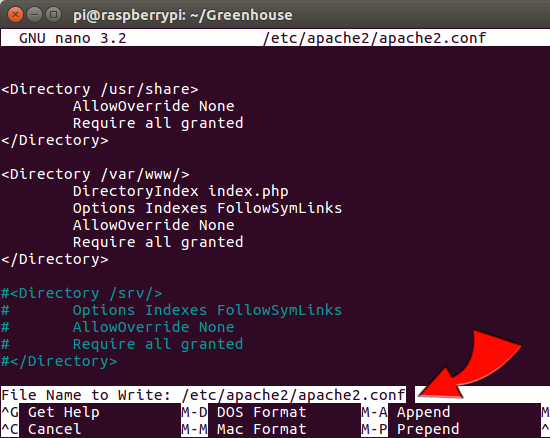 pi@raspberrypi: ~/Greenhouse
GNU nano 3.2 /etc/apache2/apache2.conf
<Directory /usr/share>
AllowOverride None
Require all granted
</Directory>
<Directory /var/www/>
DirectoryIndex index.php
Options Indexes FollowSymLinks
AllowOverride None
Require all granted
</Directory>
#<Directory /srv/>
# Options Indexes FollowSymLinks
# AllowOverride None
# Require all granted
#</Directory>
File Name to Write: /etc/apache2/apache2.conf
^G Get Help M-D DOS Format M-A Append M
^C Cancel M-M Mac Format M-P Prepend ^